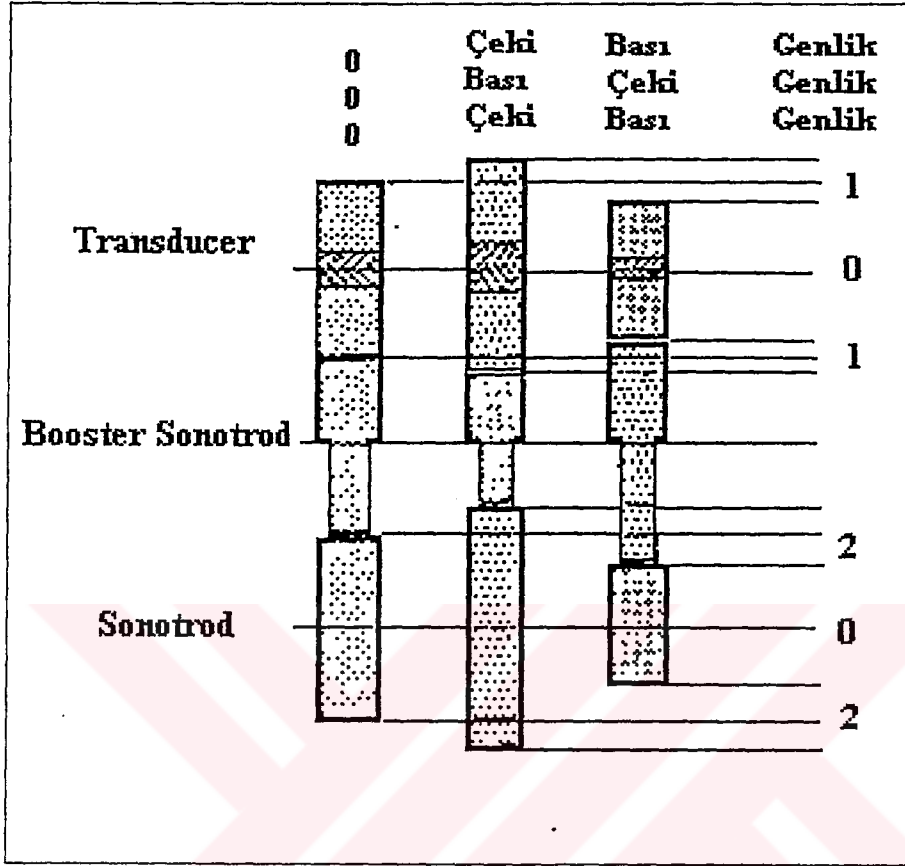 0 Çeki Bası Genlik
0 Bası Çeki Genlik
0 Çeki Bası Genlik
1
Transducer
0
1
Booster Sonotrod
2
Sonotrod
0
2